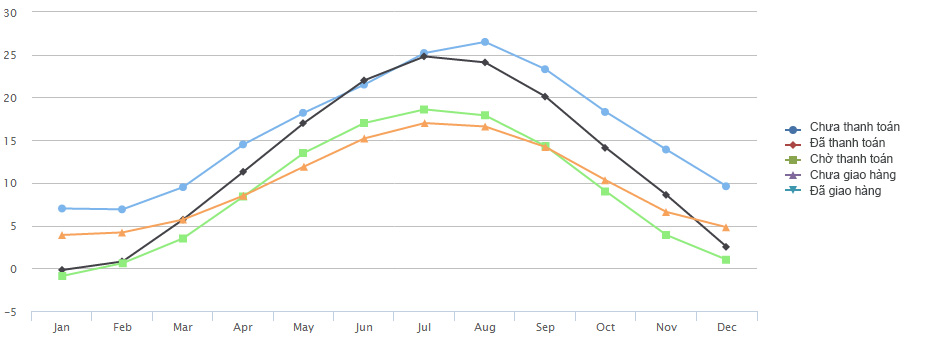 30
25
20
15
10
5
0
-5
Jan Feb Mar Apr May Jun Jul Aug Sep Oct Nov Dec
Chưa thanh toán
Đã thanh toán
Chờ thanh toán
Chưa giao hàng
Đã giao hàng